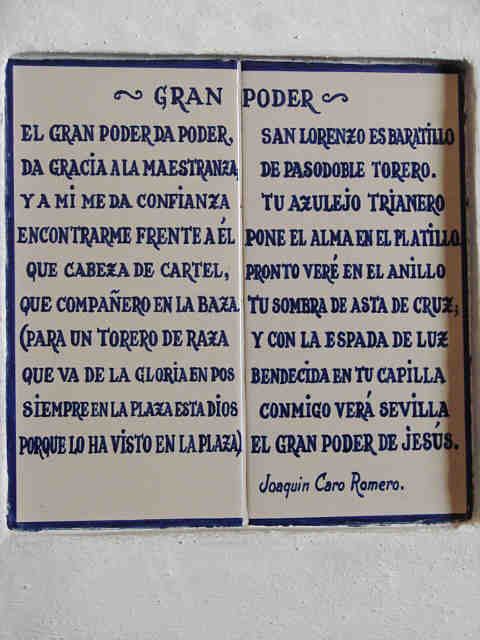 ~ GRAN PODER ~
EL GRAN PODER DA PODER,
DA GRACIA A LA MAESTRANZA,
Y A MI ME DA CONFIANZA
ENCONTRARME FRENTE A ÉL
QUE CABEZA DE CARTEL,
QUE COMPAÑERO EN LA BAZA.
(PARA UN TORERO DE RAZA
QUE VA DE LA GLORIA EN POS
SIEMPRE EN LA PLAZA ESTA DIOS
PORQUE LO HA VISTO EN LA PLAZA)
SAN LORENZO ES BARATILLO
DE PASODOBLE TORERO.
TU AZULEJO TRIANERO
PONE EL ALMA EN EL PLATILLO.
PRONTO VERÉ EN EL ANILLO
TU SOMBRA DE ASTA DE CRUZ;
Y CON LA ESPADA DE LUZ
BENDECIDA EN TU CAPILLA
CONMIGO VERÁ SEVILLA
EL GRAN PODER DE JESÚS.
Joaquin Caro Romero.